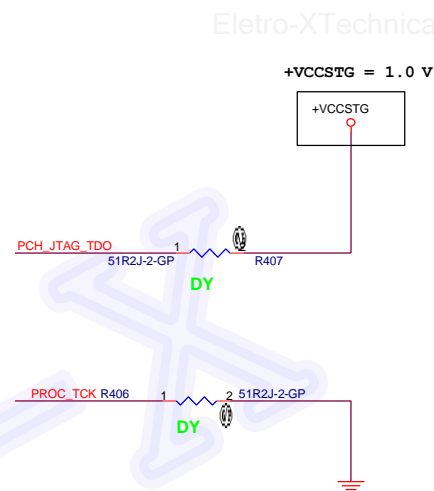 Eletro-XTechnica
+VCCSTG = 1.0 V
+VCCSTG
PCH_JTAG_TDO
1
2
51R2J-2-GP
R407
DY
PROC_TCK R406
1
2 51R2J-2-GP
DY